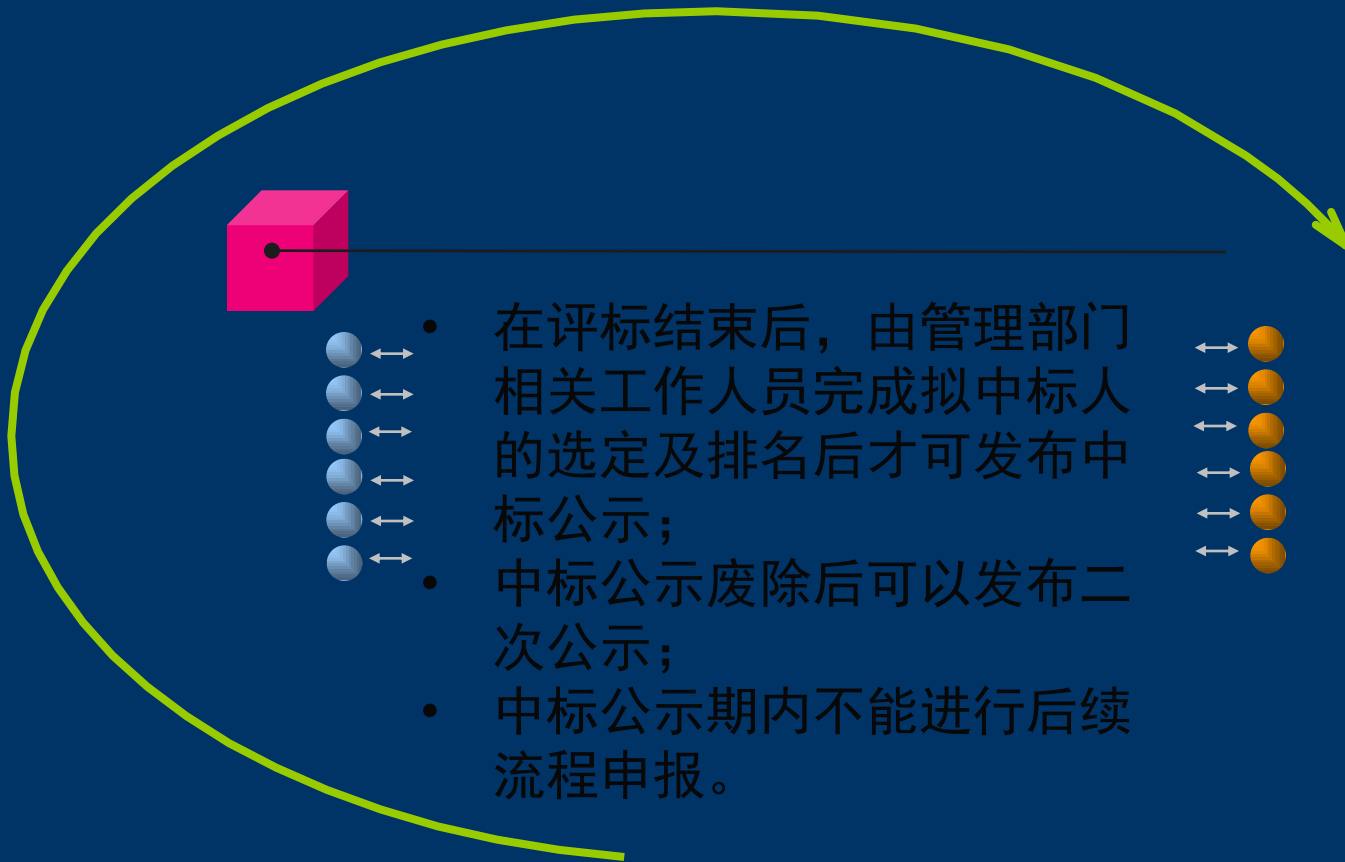 • 在评标结束后，由管理部门
相关工作人员完成拟中标人
的选定及排名后才可发布中
标公示；
• 中标公示废除后可以发布二
次公示；
• 中标公示期内不能进行后续
流程申报。